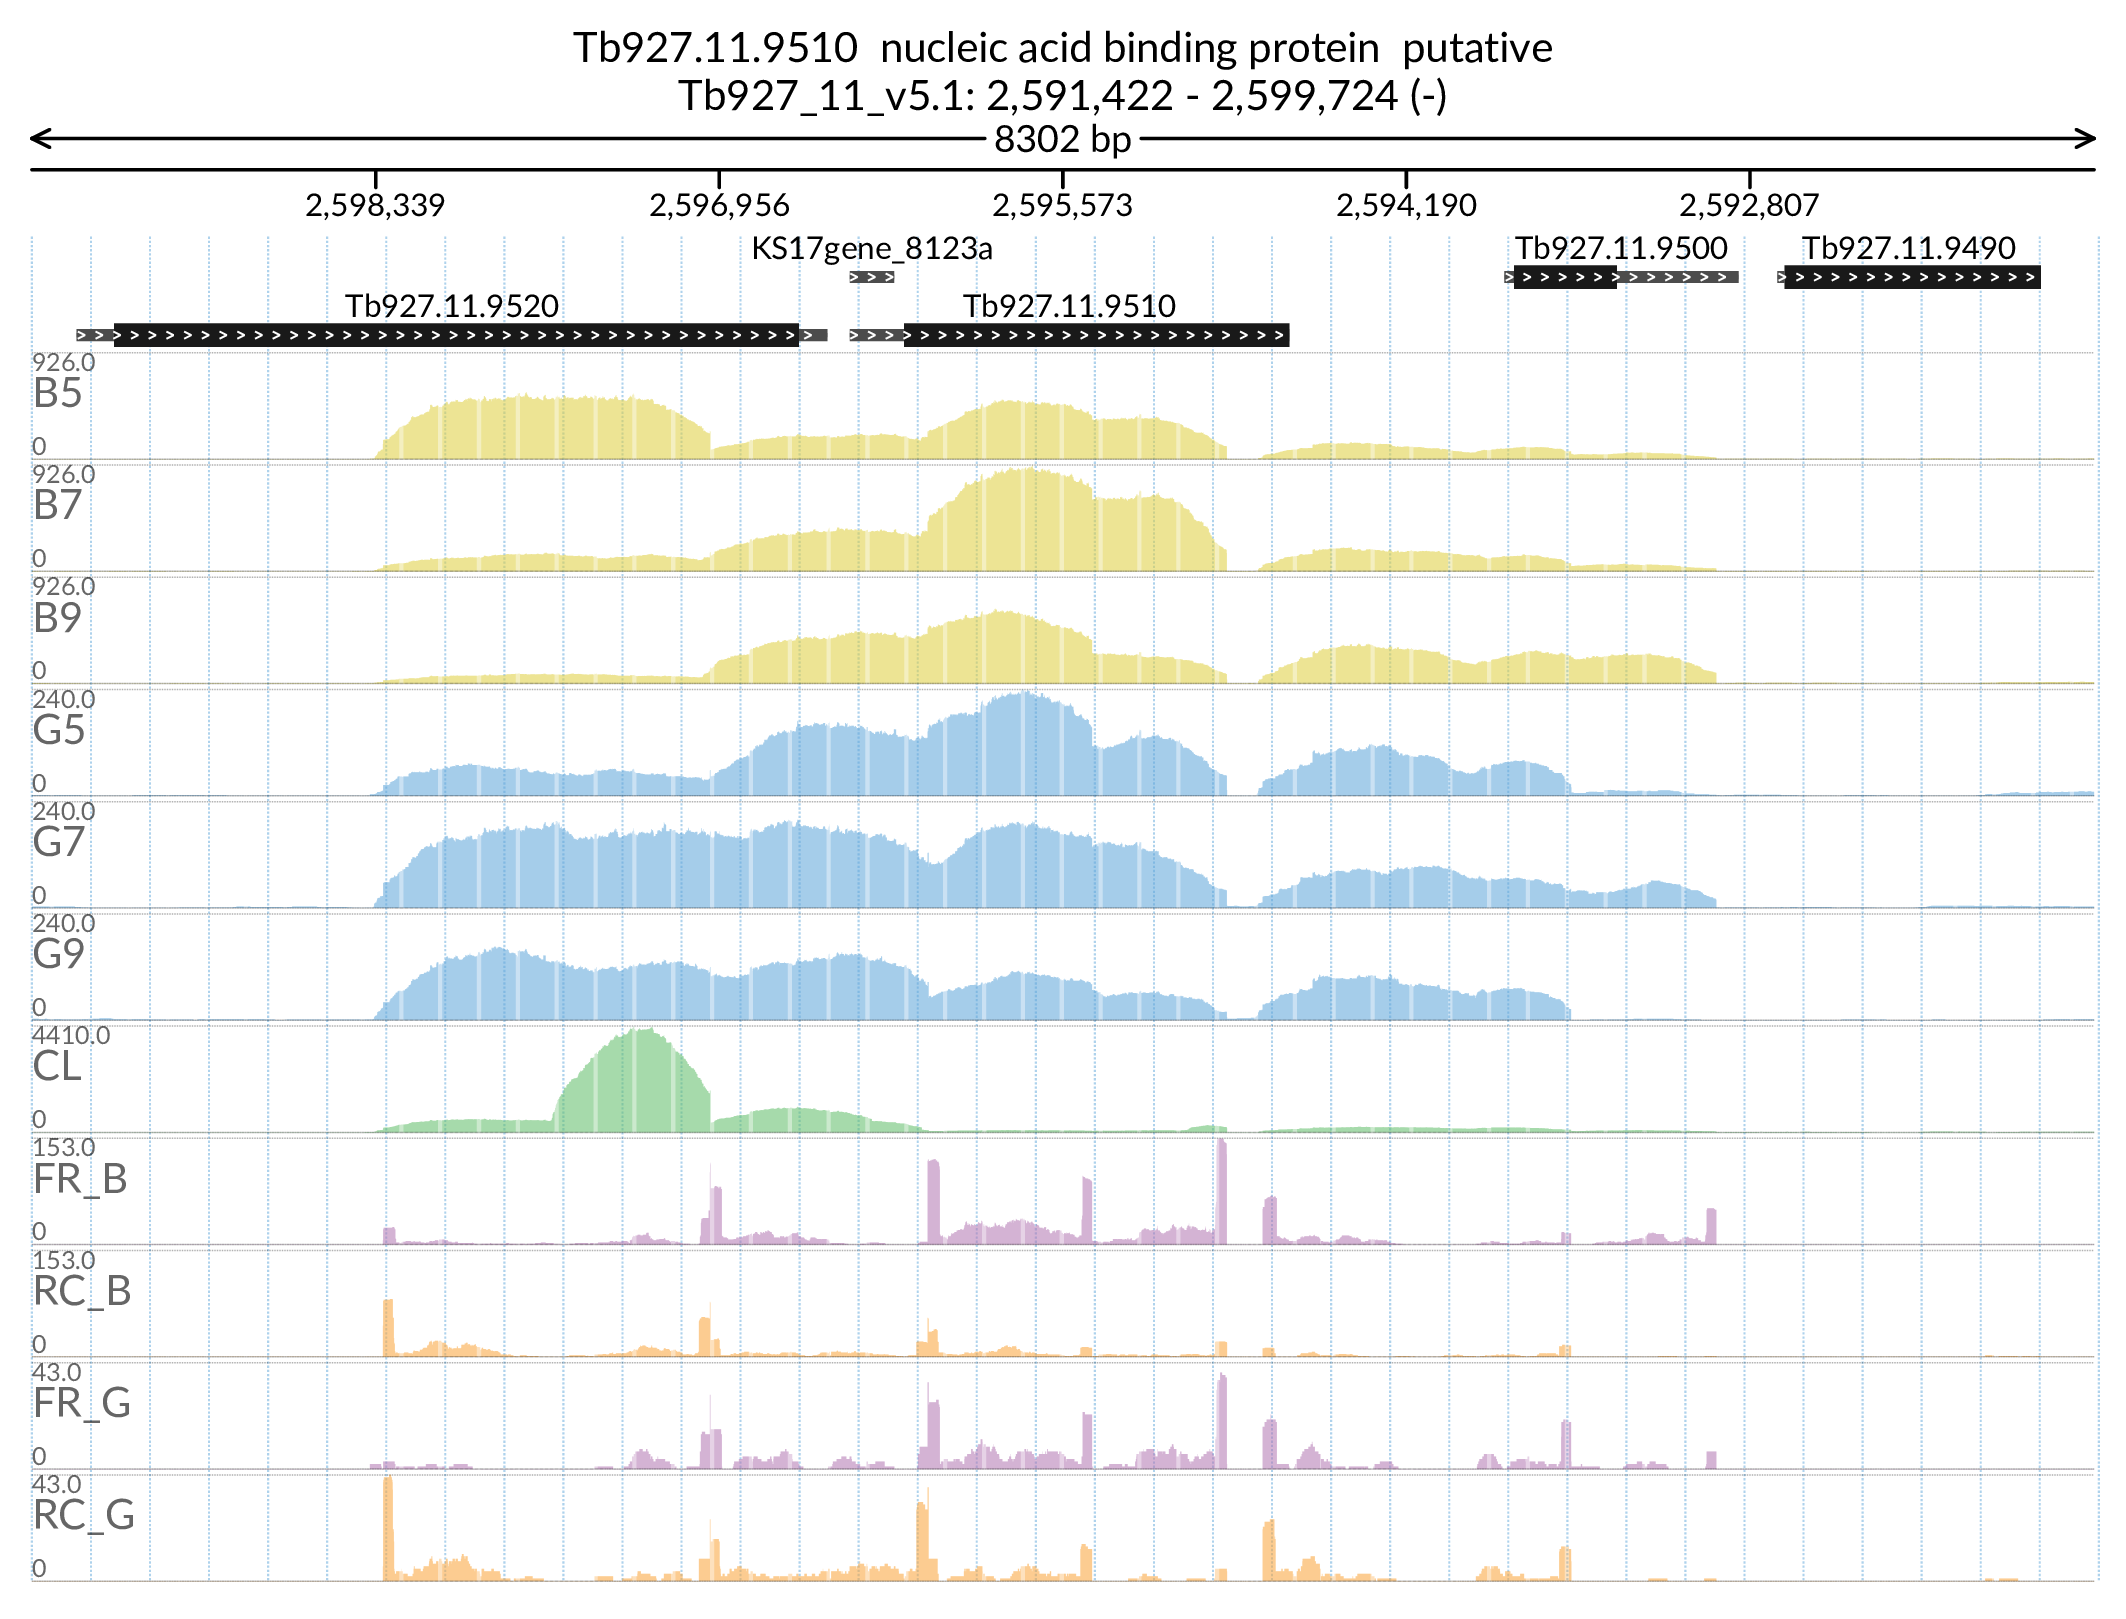 Tb927.11.9510  nucleic acid binding protein  putative
Tb927_11_v5.1: 2,591,422 - 2,599,724 (-)
8302 bp
2,598,339 2,596,956 2,595,573 2,594,190 2,592,807
KS17gene_8123a Tb927.11.9500 Tb927.11.9490
Tb927.11.9520 Tb927.11.9510
926.0
B5
0
926.0
B7
0
926.0
B9
0
240.0
G5
0
240.0
G7
0
240.0
G9
0
4410.0
CL
0
153.0
FR_B
0
153.0
RC_B
0
43.0
FR_G
0
43.0
RC_G
0